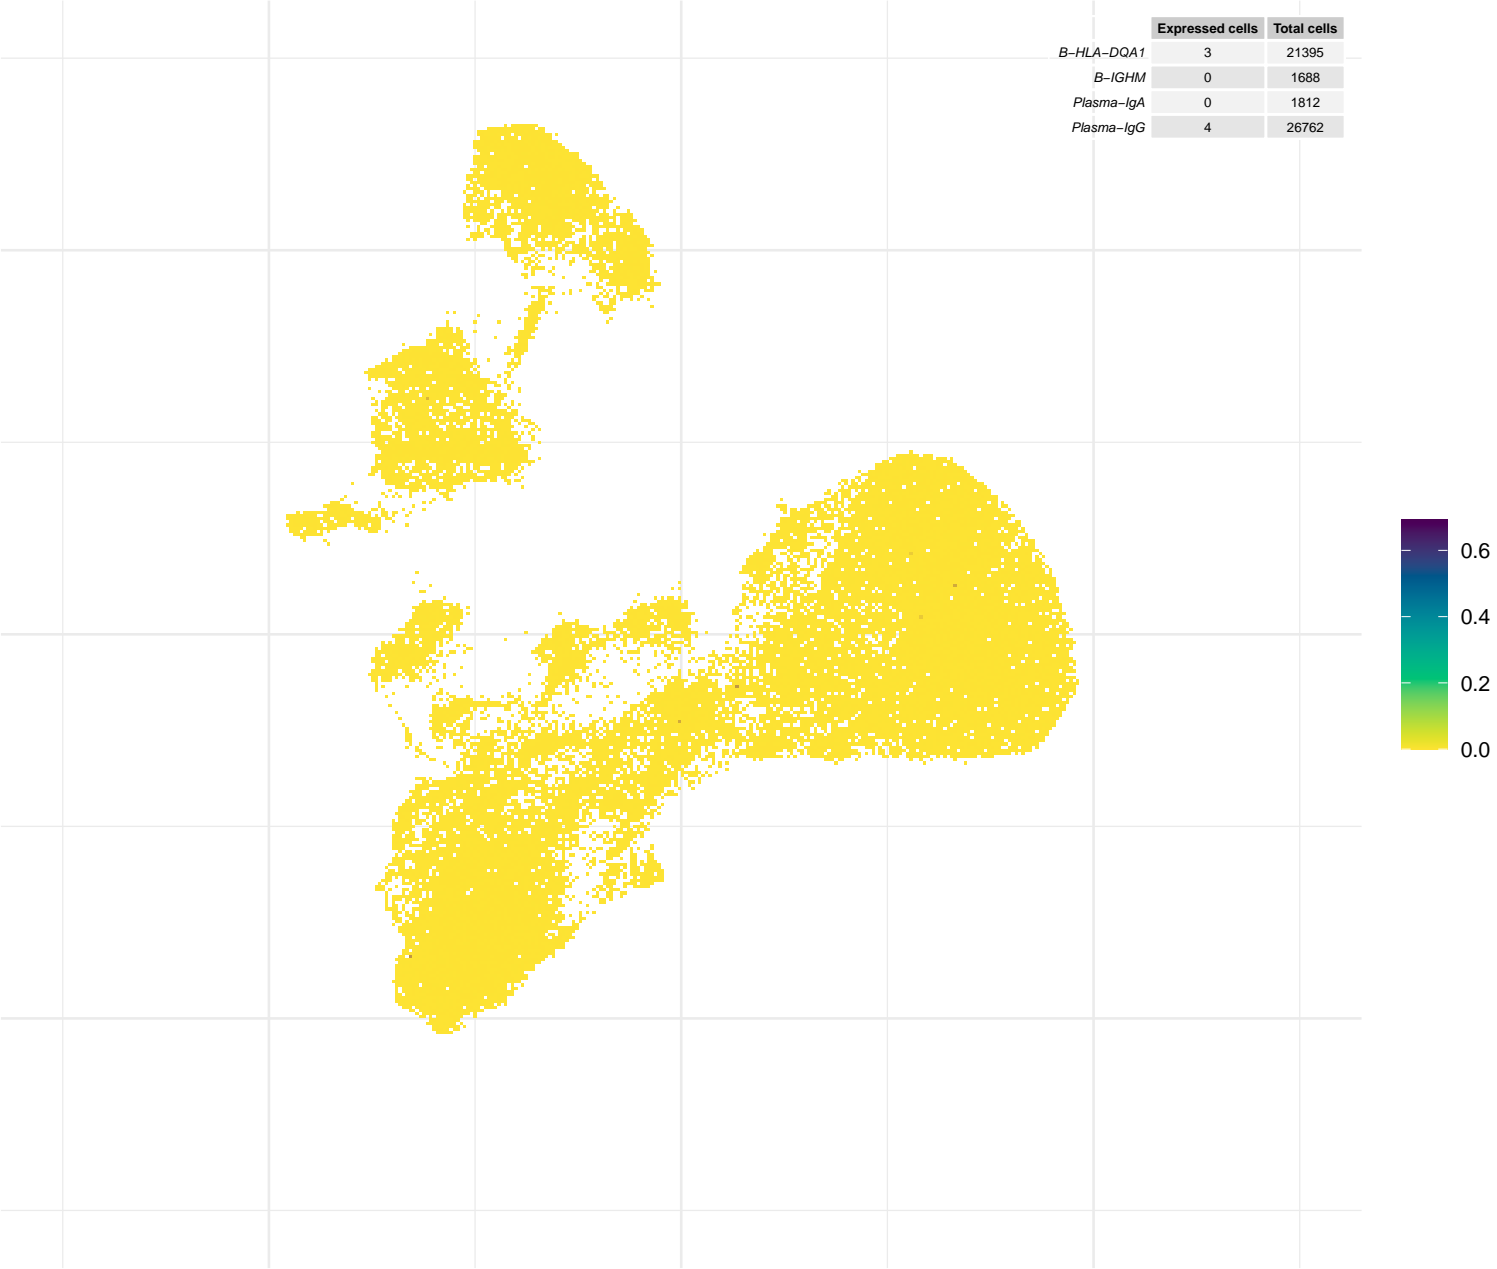 Expressed cells Total cells
B−HLA−DQA1 3 21395
B−IGHM 0 1688
Plasma−IgA 0 1812
Plasma−IgG 4 26762
0.6
0.4
0.2
0.0